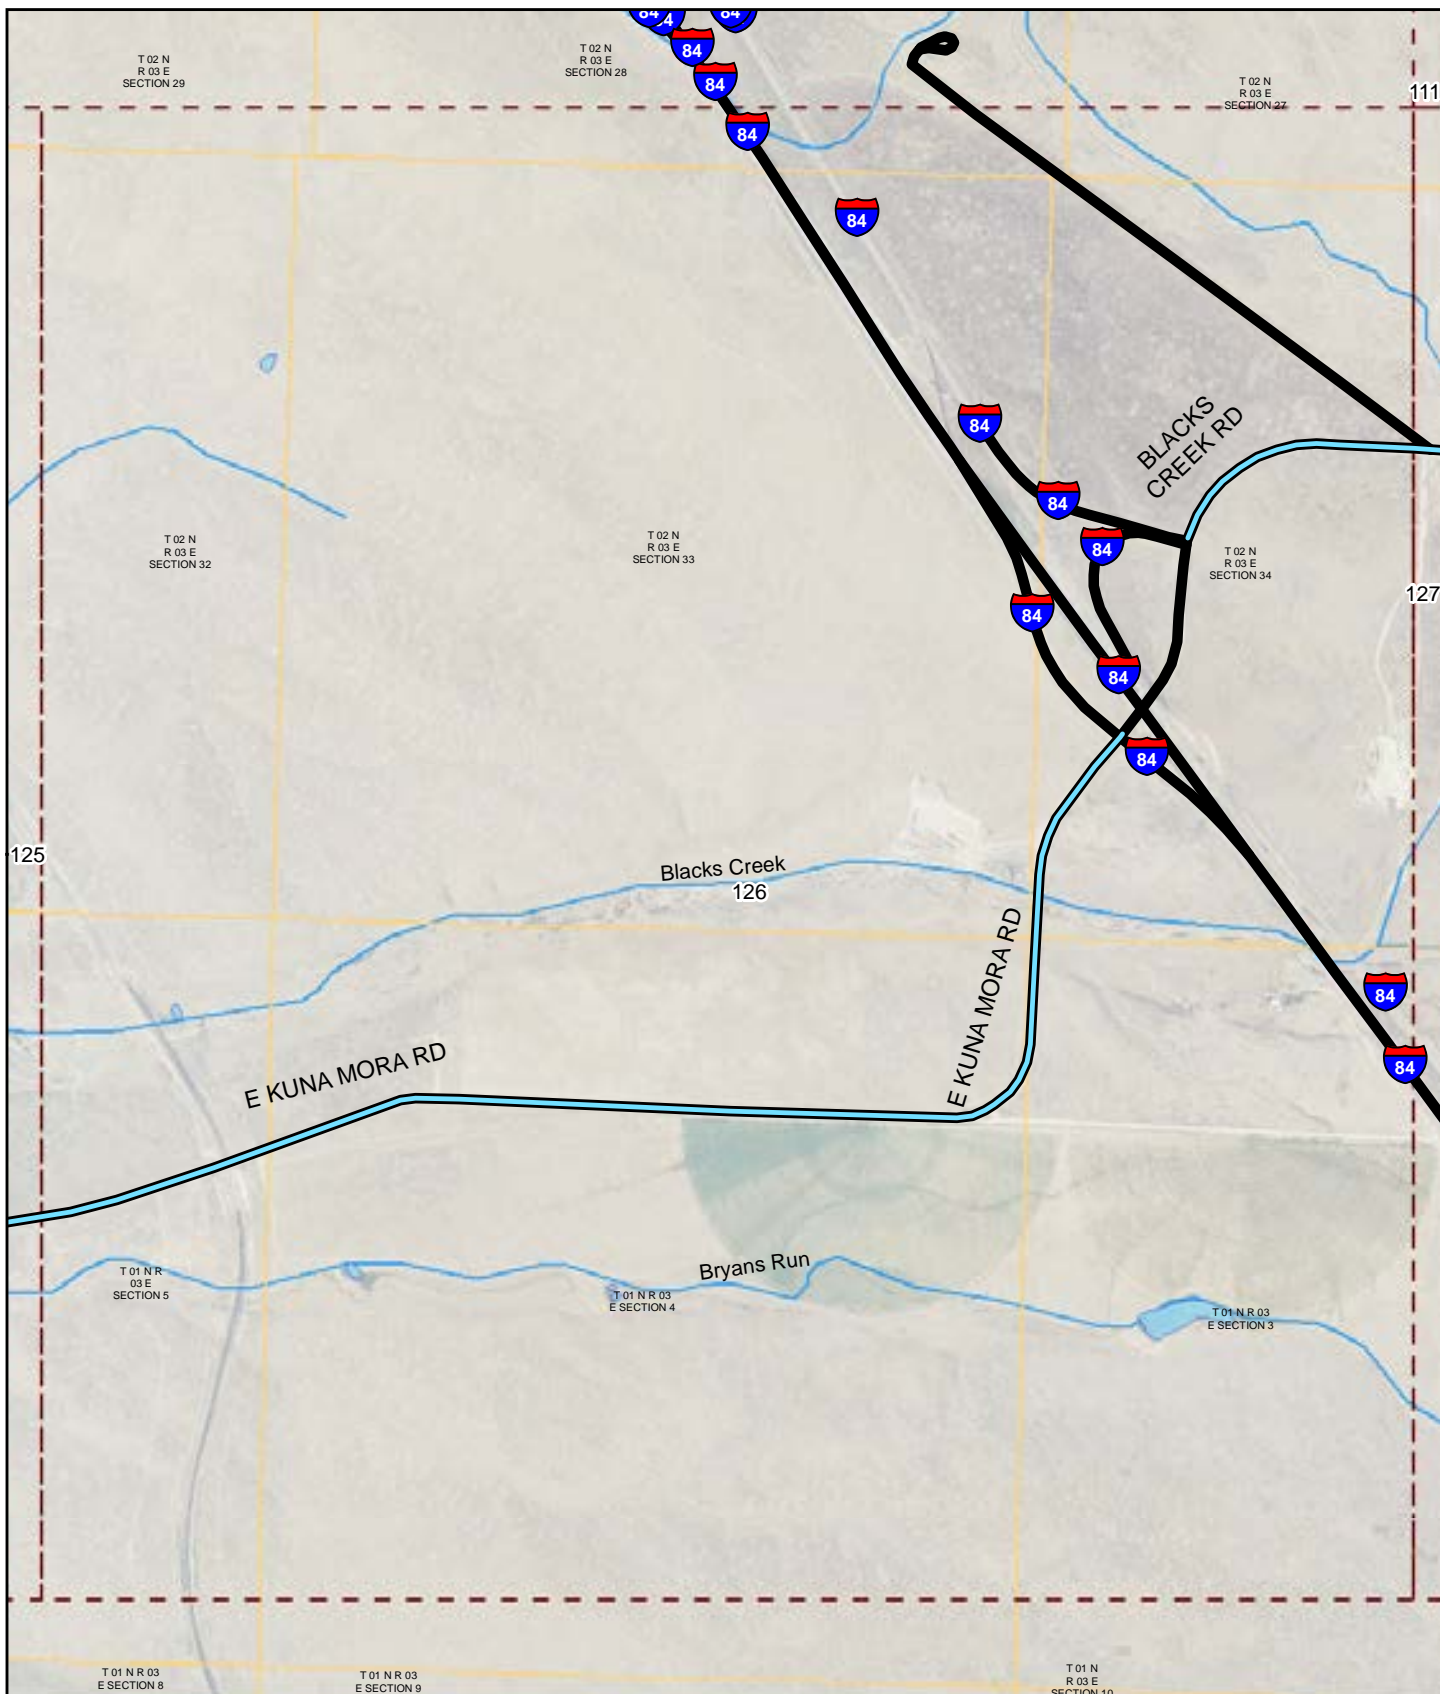 84
84
84
84
84
84
T 02 N
R 03 E
SECTION 29
T 02 N
R 03 E
SECTION 28
T 02 N
R 03 E
SECTION 27
111
84
84
BLACKS
CREEK RD
84
84
T 02 N
R 03 E
SECTION 32
T 02 N
R 03 E
SECTION 33
T 02 N
R 03 E
SECTION 34
127
84
84
84
125
Blacks Creek
126
E KUNA MORA RD
84
84
E KUNA MORA RD
Bryans Run
T 01 N R
03 E
SECTION 5
T 01 N R 03
E SECTION 4
T 01 N R 03
E SECTION 3
T 01 N R 03
E SECTION 8
T 01 N R 03
E SECTION 9
T 01 N
R 03 E
SECTION 10